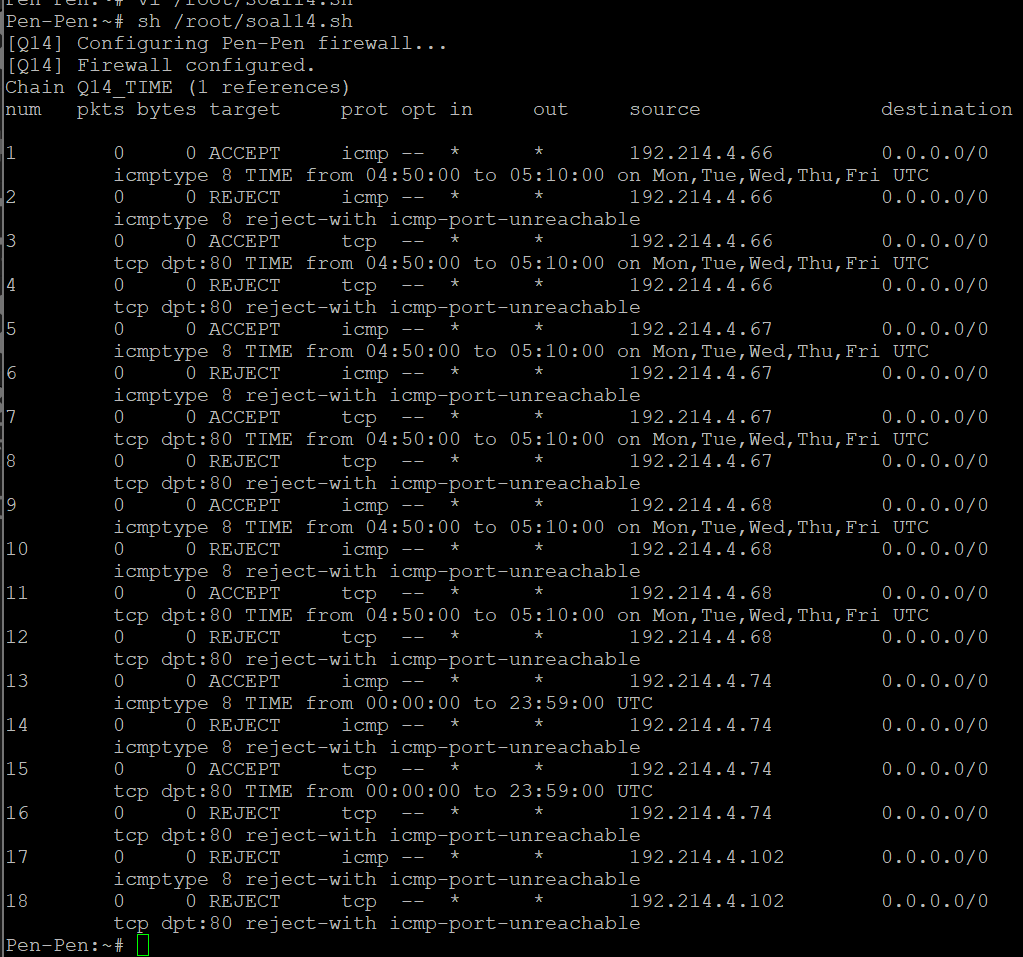 Pen-Pen:~# vi /root/soal14.sh
Pen-Pen:~# sh /root/soal14.sh
[Q14] Configuring Pen-Pen firewall...
[Q14] Firewall configured.
Chain Q14_TIME (1 references)
num   pkts bytes target     prot opt in     out     source               destination
1        0     0 ACCEPT     icmp --  *      *       192.214.4.66         0.0.0.0/0
         icmptype 8 TIME from 04:50:00 to 05:10:00 on Mon,Tue,Wed,Thu,Fri UTC
2        0     0 REJECT     icmp --  *      *       192.214.4.66         0.0.0.0/0
         icmptype 8 reject-with icmp-port-unreachable
3        0     0 ACCEPT     tcp  --  *      *       192.214.4.66         0.0.0.0/0
         tcp dpt:80 TIME from 04:50:00 to 05:10:00 on Mon,Tue,Wed,Thu,Fri UTC
4        0     0 REJECT     tcp  --  *      *       192.214.4.66         0.0.0.0/0
         tcp dpt:80 reject-with icmp-port-unreachable
5        0     0 ACCEPT     icmp --  *      *       192.214.4.67         0.0.0.0/0
         icmptype 8 TIME from 04:50:00 to 05:10:00 on Mon,Tue,Wed,Thu,Fri UTC
6        0     0 REJECT     icmp --  *      *       192.214.4.67         0.0.0.0/0
         icmptype 8 reject-with icmp-port-unreachable
7        0     0 ACCEPT     tcp  --  *      *       192.214.4.67         0.0.0.0/0
         tcp dpt:80 TIME from 04:50:00 to 05:10:00 on Mon,Tue,Wed,Thu,Fri UTC
8        0     0 REJECT     tcp  --  *      *       192.214.4.67         0.0.0.0/0
         tcp dpt:80 reject-with icmp-port-unreachable
9        0     0 ACCEPT     icmp --  *      *       192.214.4.68         0.0.0.0/0
         icmptype 8 TIME from 04:50:00 to 05:10:00 on Mon,Tue,Wed,Thu,Fri UTC
10       0     0 REJECT     icmp --  *      *       192.214.4.68         0.0.0.0/0
         icmptype 8 reject-with icmp-port-unreachable
11       0     0 ACCEPT     tcp  --  *      *       192.214.4.68         0.0.0.0/0
         tcp dpt:80 TIME from 04:50:00 to 05:10:00 on Mon,Tue,Wed,Thu,Fri UTC
12       0     0 REJECT     tcp  --  *      *       192.214.4.68         0.0.0.0/0
         tcp dpt:80 reject-with icmp-port-unreachable
13       0     0 ACCEPT     icmp --  *      *       192.214.4.74         0.0.0.0/0
         icmptype 8 TIME from 00:00:00 to 23:59:00 UTC
14       0     0 REJECT     icmp --  *      *       192.214.4.74         0.0.0.0/0
         icmptype 8 reject-with icmp-port-unreachable
15       0     0 ACCEPT     tcp  --  *      *       192.214.4.74         0.0.0.0/0
         tcp dpt:80 TIME from 00:00:00 to 23:59:00 UTC
16       0     0 REJECT     tcp  --  *      *       192.214.4.74         0.0.0.0/0
         tcp dpt:80 reject-with icmp-port-unreachable
17       0     0 REJECT     icmp --  *      *       192.214.4.102        0.0.0.0/0
         icmptype 8 reject-with icmp-port-unreachable
18       0     0 REJECT     tcp  --  *      *       192.214.4.102        0.0.0.0/0
         tcp dpt:80 reject-with icmp-port-unreachable
Pen-Pen:~#